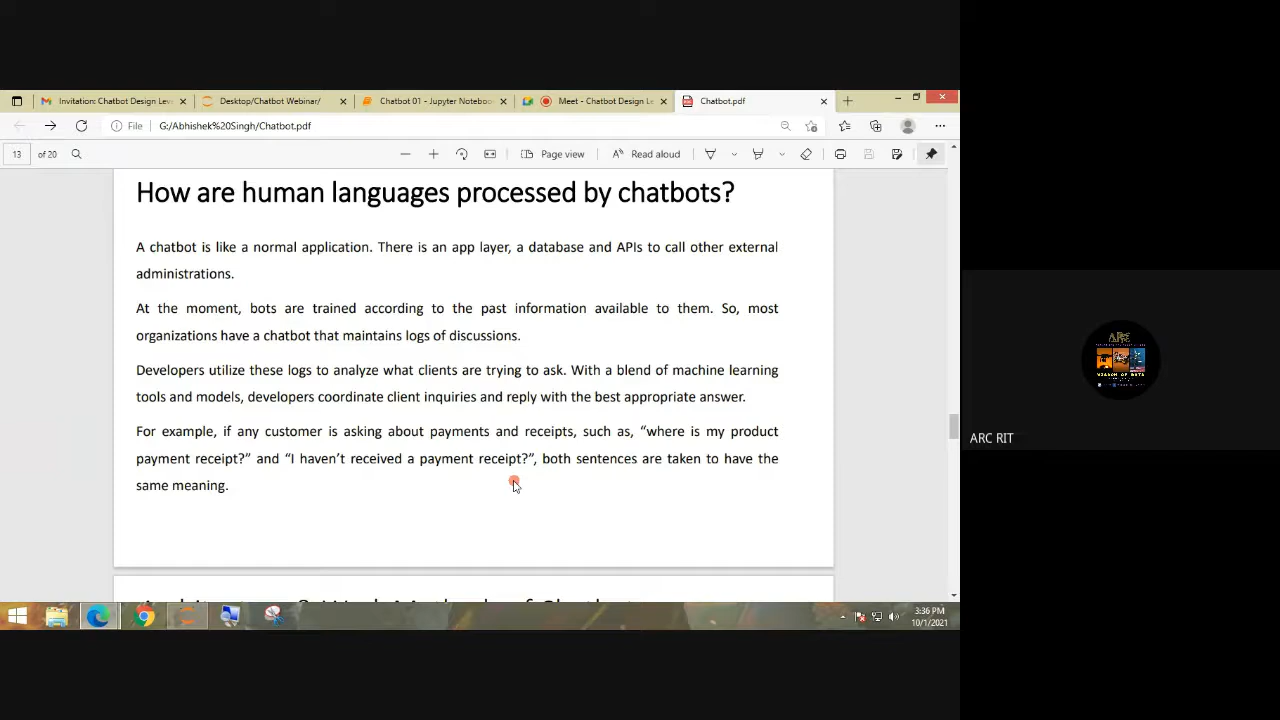 Invitation: Chatbot Design Lev
Desktop/Chatbot Webinar/
Chatbot 01 - Jupyter Noteboo
Meet - Chatbot Design Le
Chatbot.pdf
File G:/Abhishek%20Singh/Chatbot.pdf
13 of 20
Page view
Read aloud
How are human languages processed by chatbots?
A chatbot is like a normal application. There is an app layer, a database and APIs to call other external
administrations.
At the moment, bots are trained according to the past information available to them. So, most
organizations have a chatbot that maintains logs of discussions.
Developers utilize these logs to analyze what clients are trying to ask. With a blend of machine learning
tools and models, developers coordinate client inquiries and reply with the best appropriate answer.
For example, if any customer is asking about payments and receipts, such as, “where is my product
payment receipt?” and “I haven’t received a payment receipt?”, both sentences are taken to have the
same meaning.
ARC RIT
3:36 PM
10/1/2021